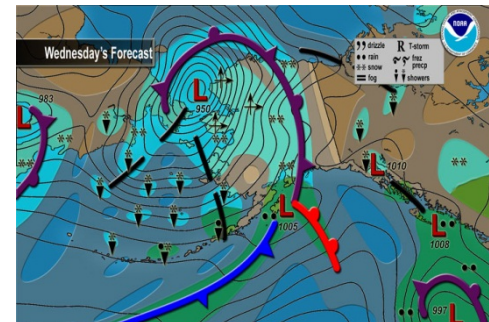 Wednesday's Forecast
drizzle
rain
snow
fog
R T-storm
frez
precp
showers
NOAA
983
L
L
950
L
1010
L
1005
L
1008
997
L